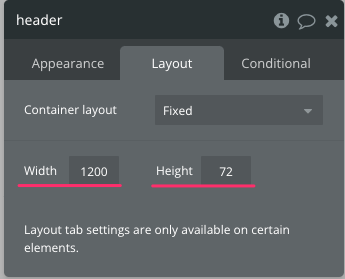 header
Appearance Layout Conditional
Container layout Fixed
Width 1200 Height 72
Layout tab settings are only available on certain
elements.